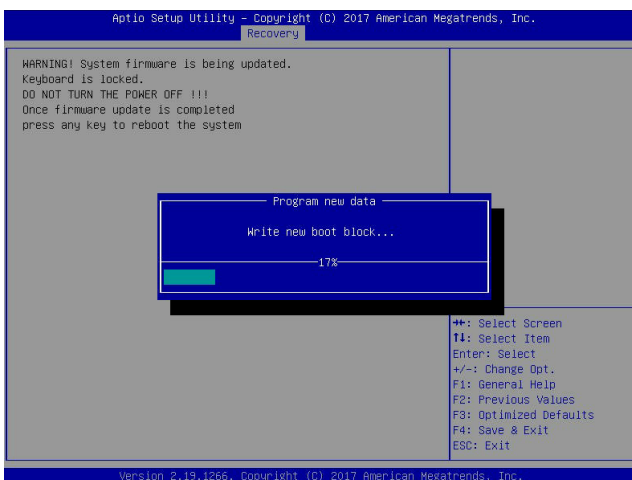 Aptio Setup Utility – Copyright (C) 2017 American Megatrends, Inc.
Recovery
WARNING! System firmware is being updated.
Keyboard is locked.
DO NOT TURN THE POWER OFF !!!
Once firmware update is completed
press any key to reboot the system
Program new data
Write new boot block...
17%
→←: Select Screen
↑↓: Select Item
Enter: Select
+/-: Change Opt.
F1: General Help
F2: Previous Values
F3: Optimized Defaults
F4: Save & Exit
ESC: Exit
Version 2.19.1266. Copyright (C) 2017 American Megatrends, Inc.